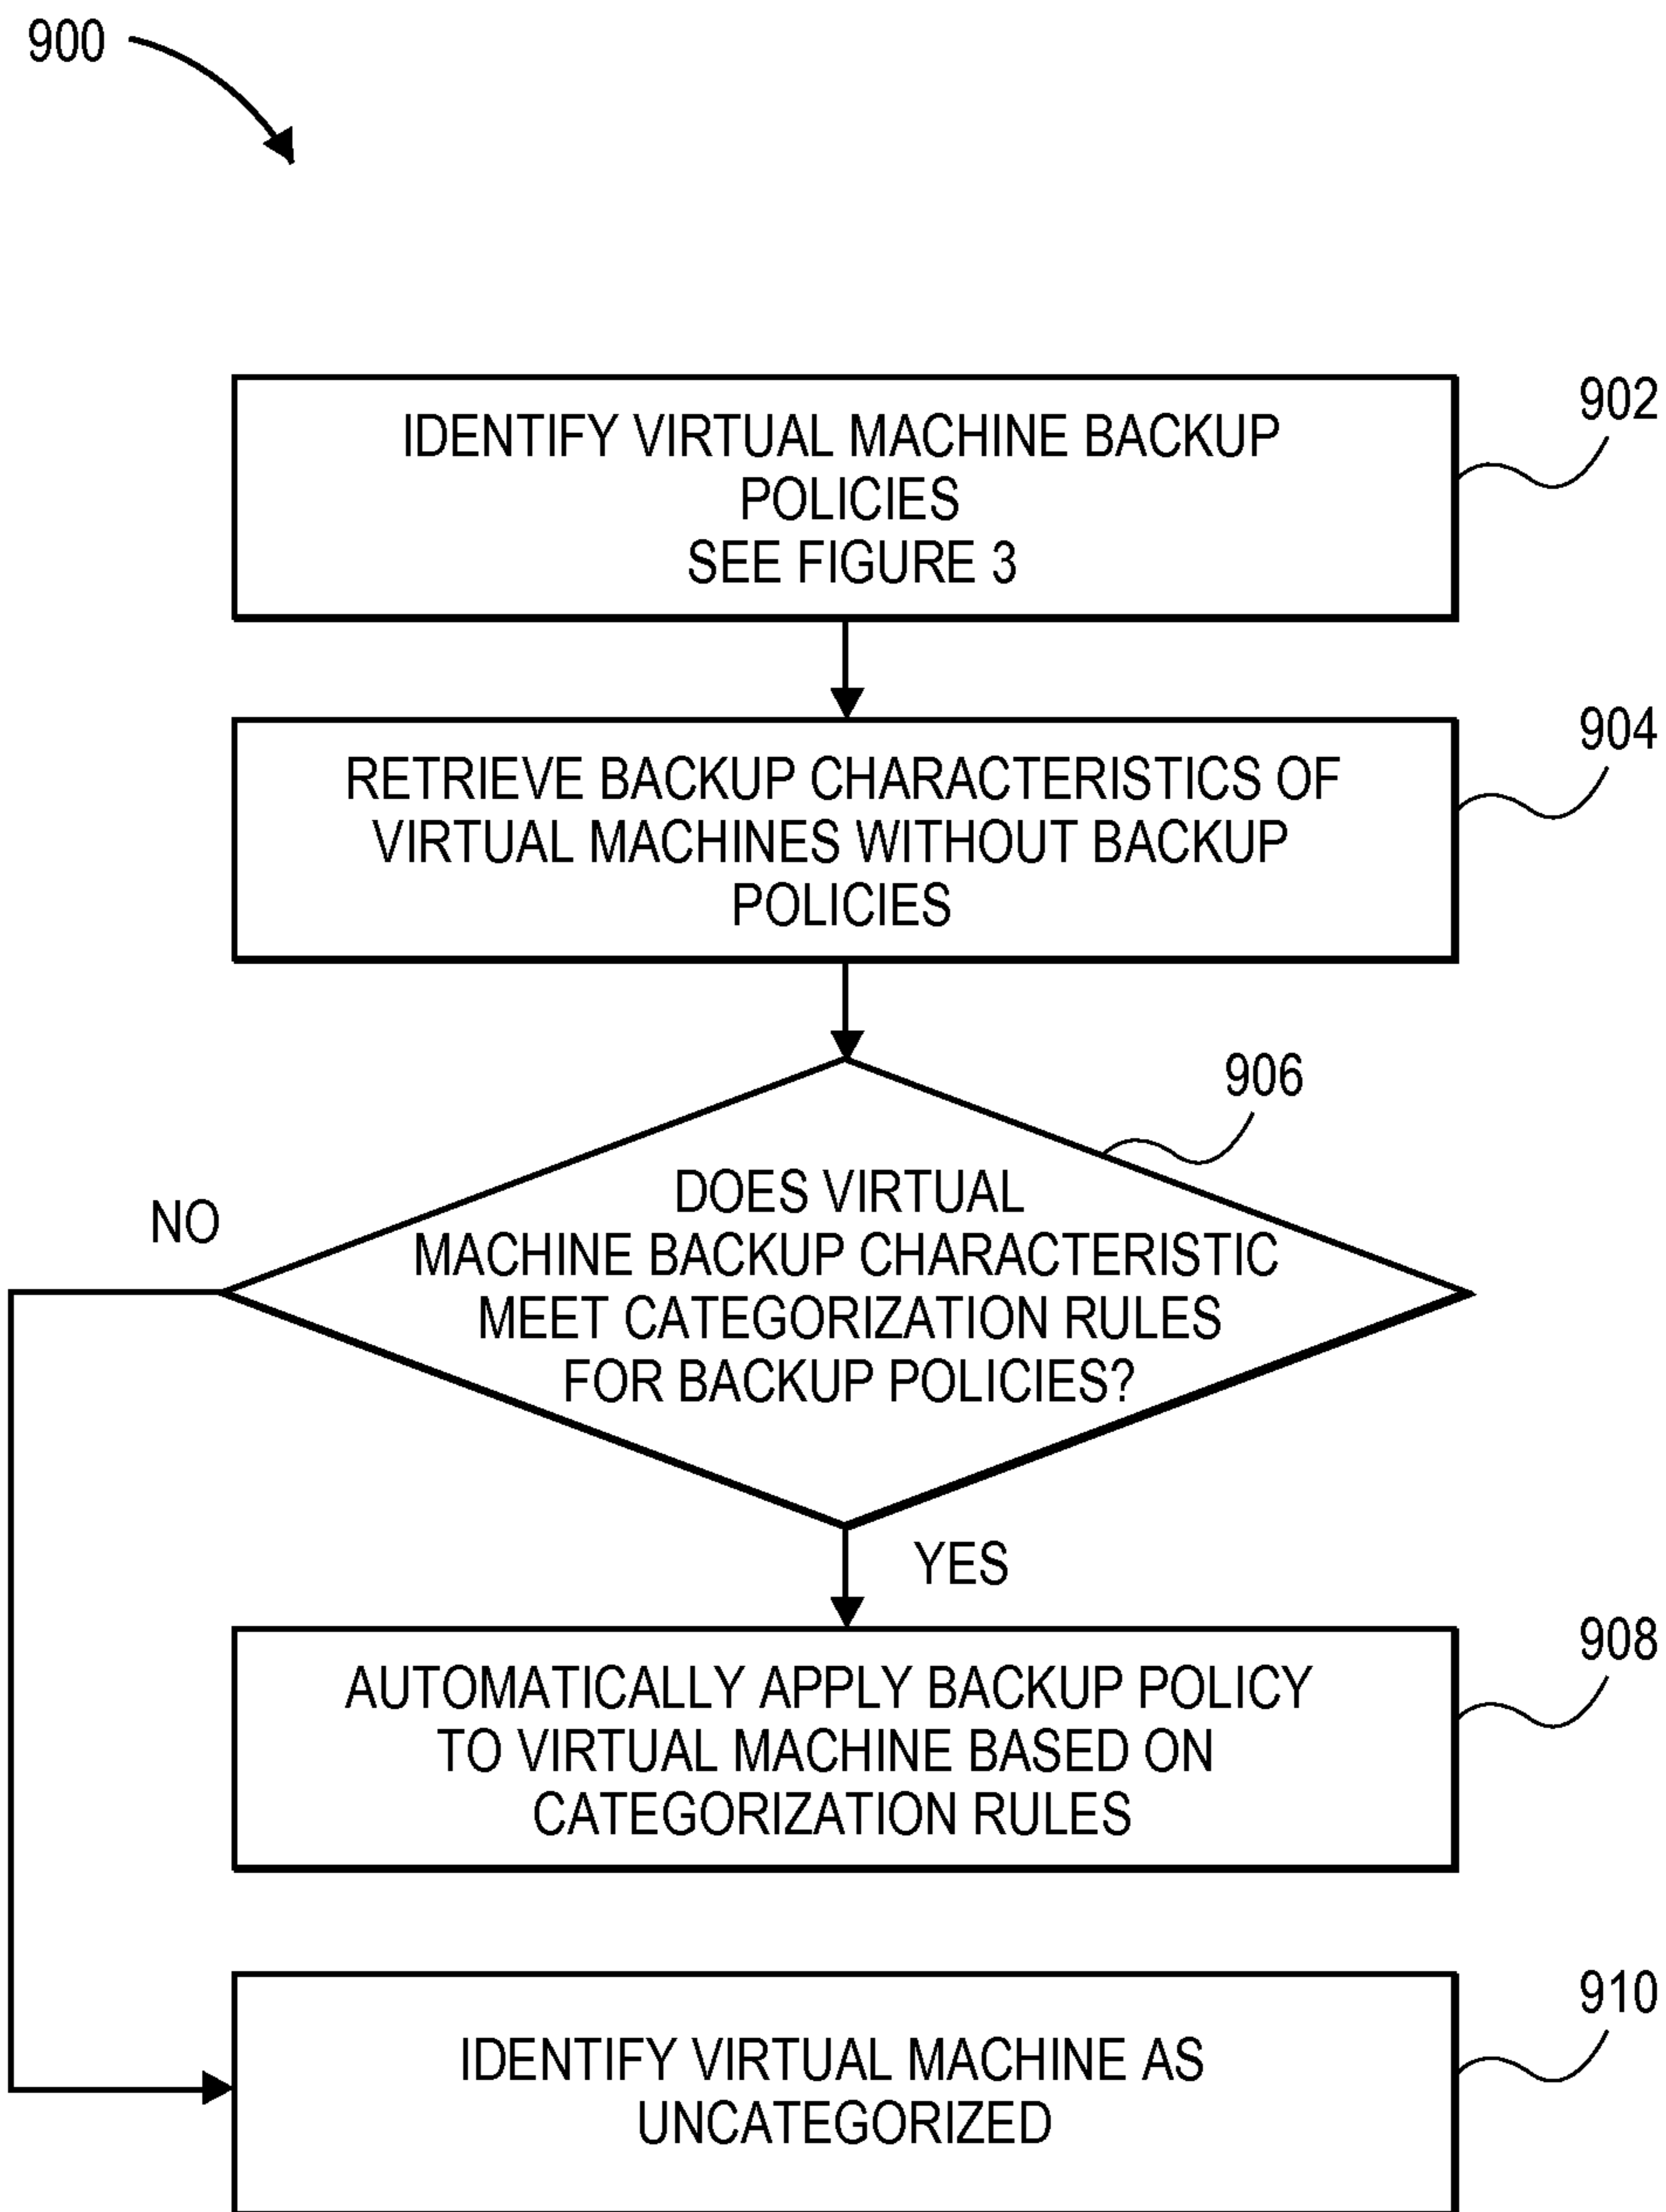 900
IDENTIFY VIRTUAL MACHINE BACKUP
POLICIES
SEE FIGURE 3
902
RETRIEVE BACKUP CHARACTERISTICS OF
VIRTUAL MACHINES WITHOUT BACKUP
POLICIES
904
906
DOES VIRTUAL
MACHINE BACKUP CHARACTERISTIC
MEET CATEGORIZATION RULES
FOR BACKUP POLICIES?
NO
YES
AUTOMATICALLY APPLY BACKUP POLICY
TO VIRTUAL MACHINE BASED ON
CATEGORIZATION RULES
908
IDENTIFY VIRTUAL MACHINE AS
UNCATEGORIZED
910